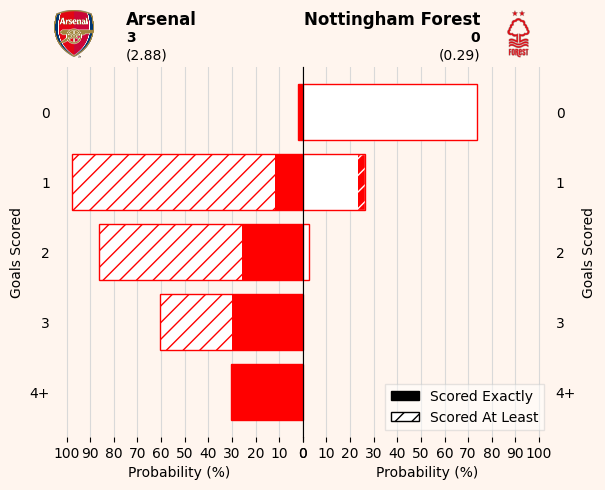 Arsenal
3
(2.88)
Nottingham Forest
0
(0.29)
FOREST
Goals Scored
0
1
2
3
4+
0
1
2
3
4+
Goals Scored
Scored Exactly
Scored At Least
100 90 80 70 60 50 40 30 20 10 0
0 10 20 30 40 50 60 70 80 90 100
Probability (%)
Probability (%)